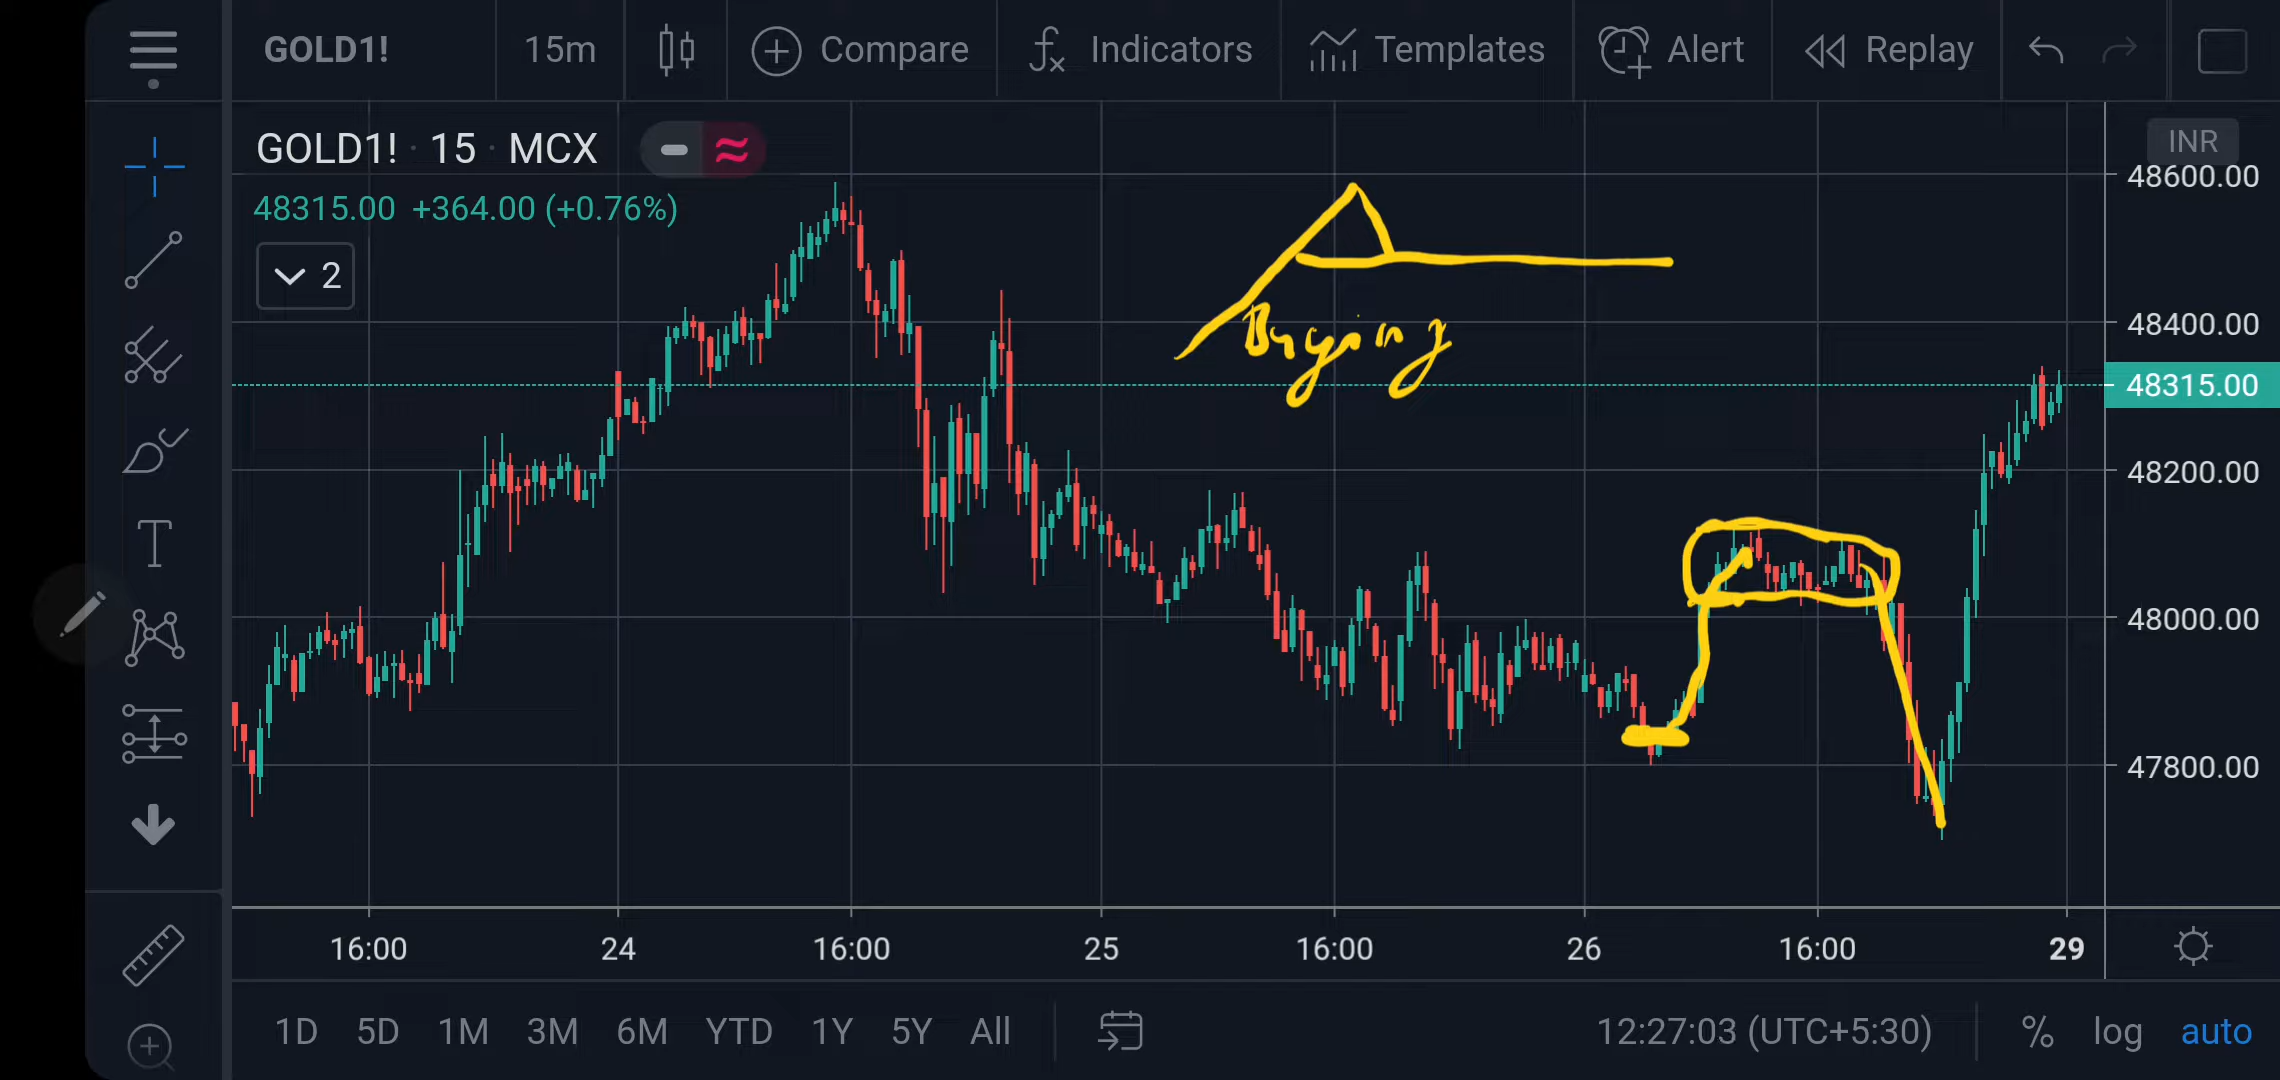 GOLD1! 15m Compare Indicators Templates Alert Replay
GOLD1! · 15 · MCX
INR
48315.00 +364.00 (+0.76%)
2
48600.00
48400.00
48315.00
48200.00
48000.00
47800.00
16:00 24 16:00 25 16:00 26 16:00 29
1D 5D 1M 3M 6M YTD 1Y 5Y All 12:27:03 (UTC+5:30) % log auto